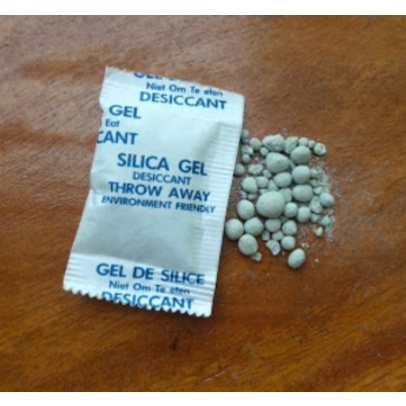 GEL DE
Niet Om Te eten
DESICCANT
GEL
Eat
CANT
SILICA GEL
DESICCANT
THROW AWAY
ENVIRONMENT FRIENDLY
GEL DE SILICE
Niet Om Te eten
DESICCANT